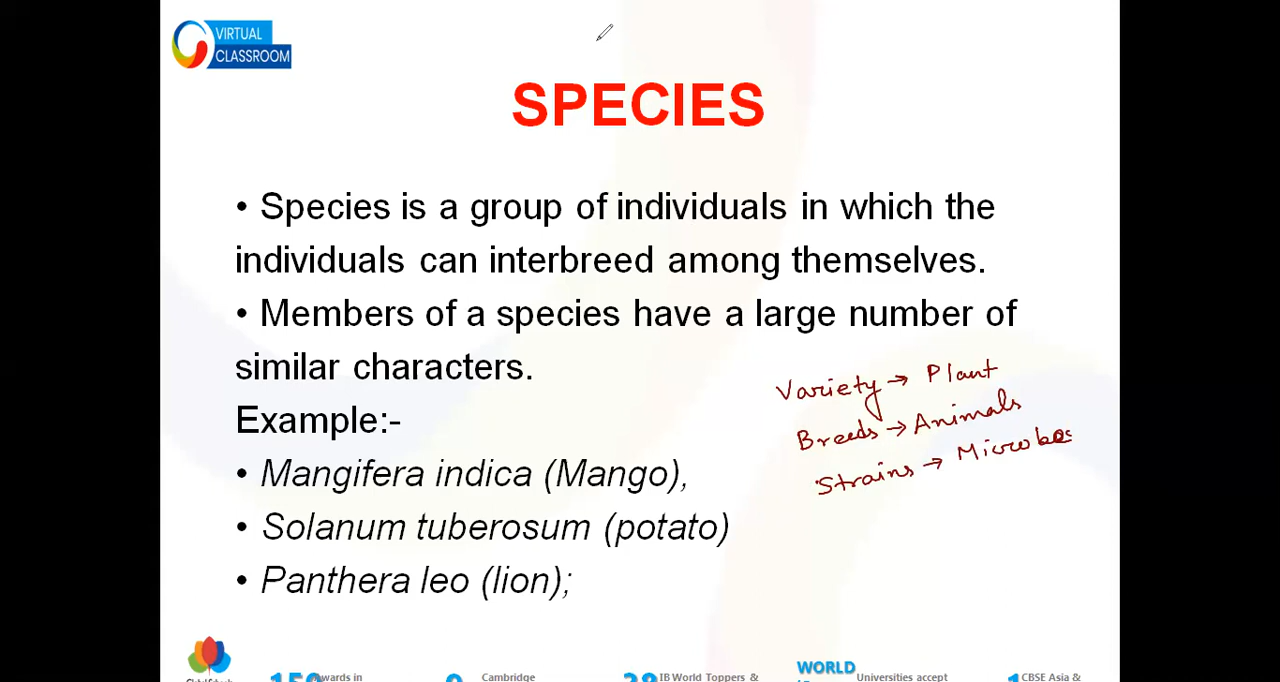 VIRTUAL
CLASSROOM
SPECIES
• Species is a group of individuals in which the
individuals can interbreed among themselves.
• Members of a species have a large number of
similar characters.
Example:-
• Mangifera indica (Mango),
• Solanum tuberosum (potato)
• Panthera leo (lion);
Variety → Plant
Breeds → Animals
Strains → Microbes
Awards in
Cambridge
IB World Toppers &
WORLD
Universities accept
CBSE Asia &